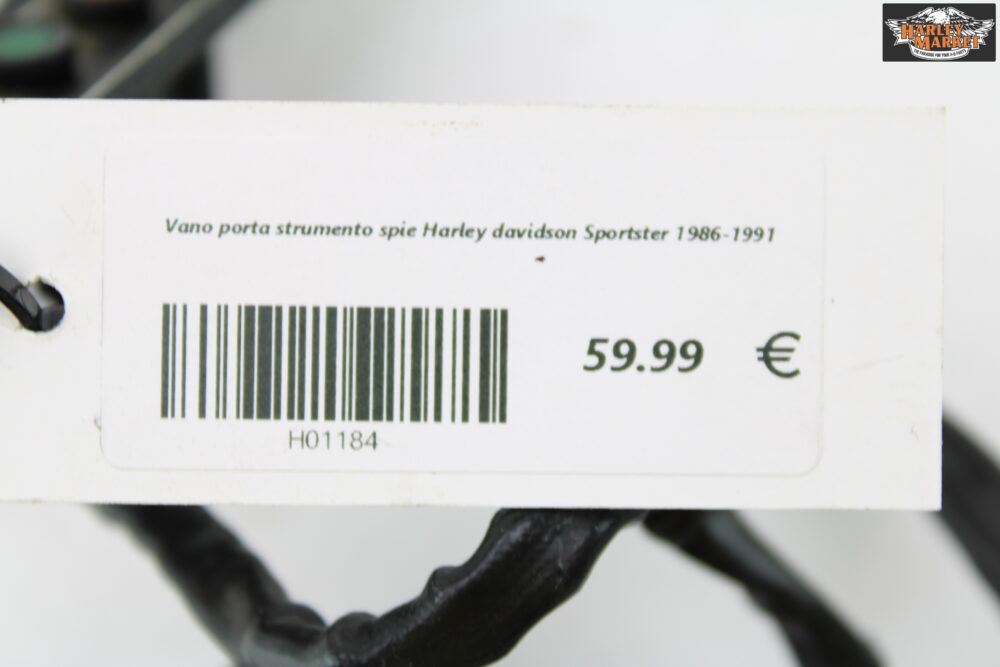 HARLEY
MARKET
Vano porta strumento spie Harley davidson Sportster 1986-1991
59.99 €
H01184